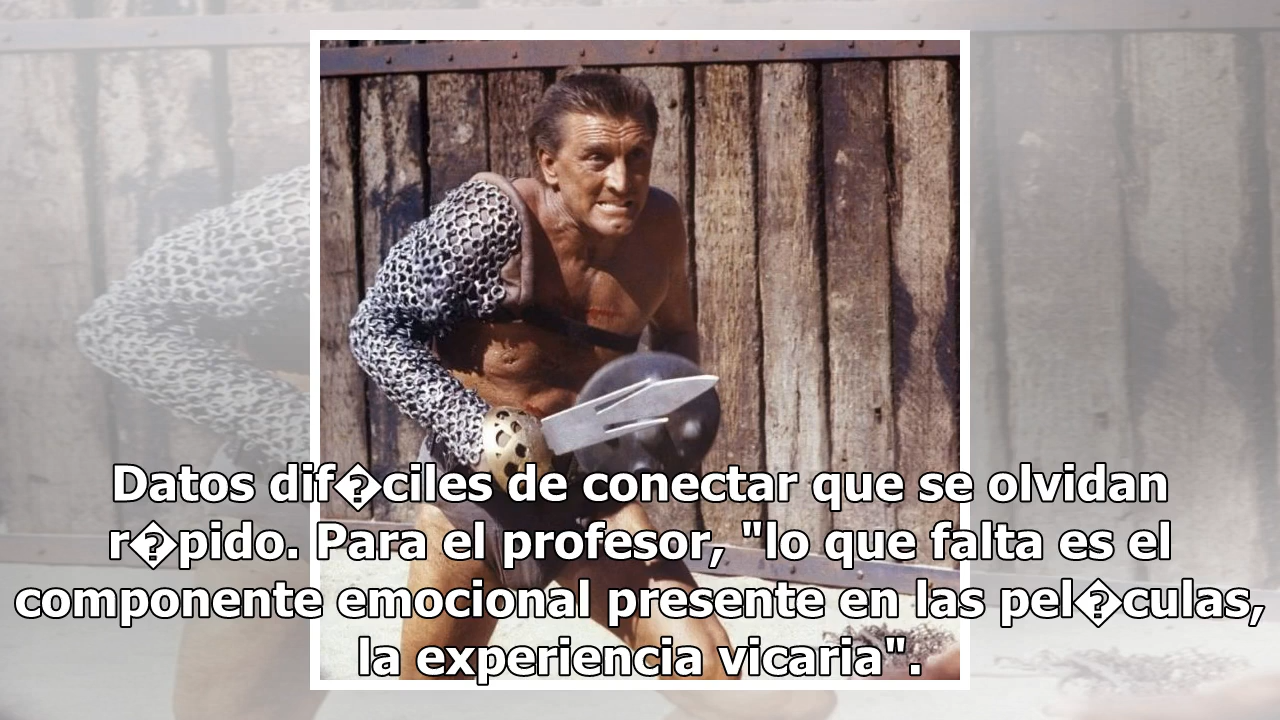 Datos dif�ciles de conectar que se olvidan
r�pido. Para el profesor, "lo que falta es el
componente emocional presente en las pel�culas,
la experiencia vicaria".